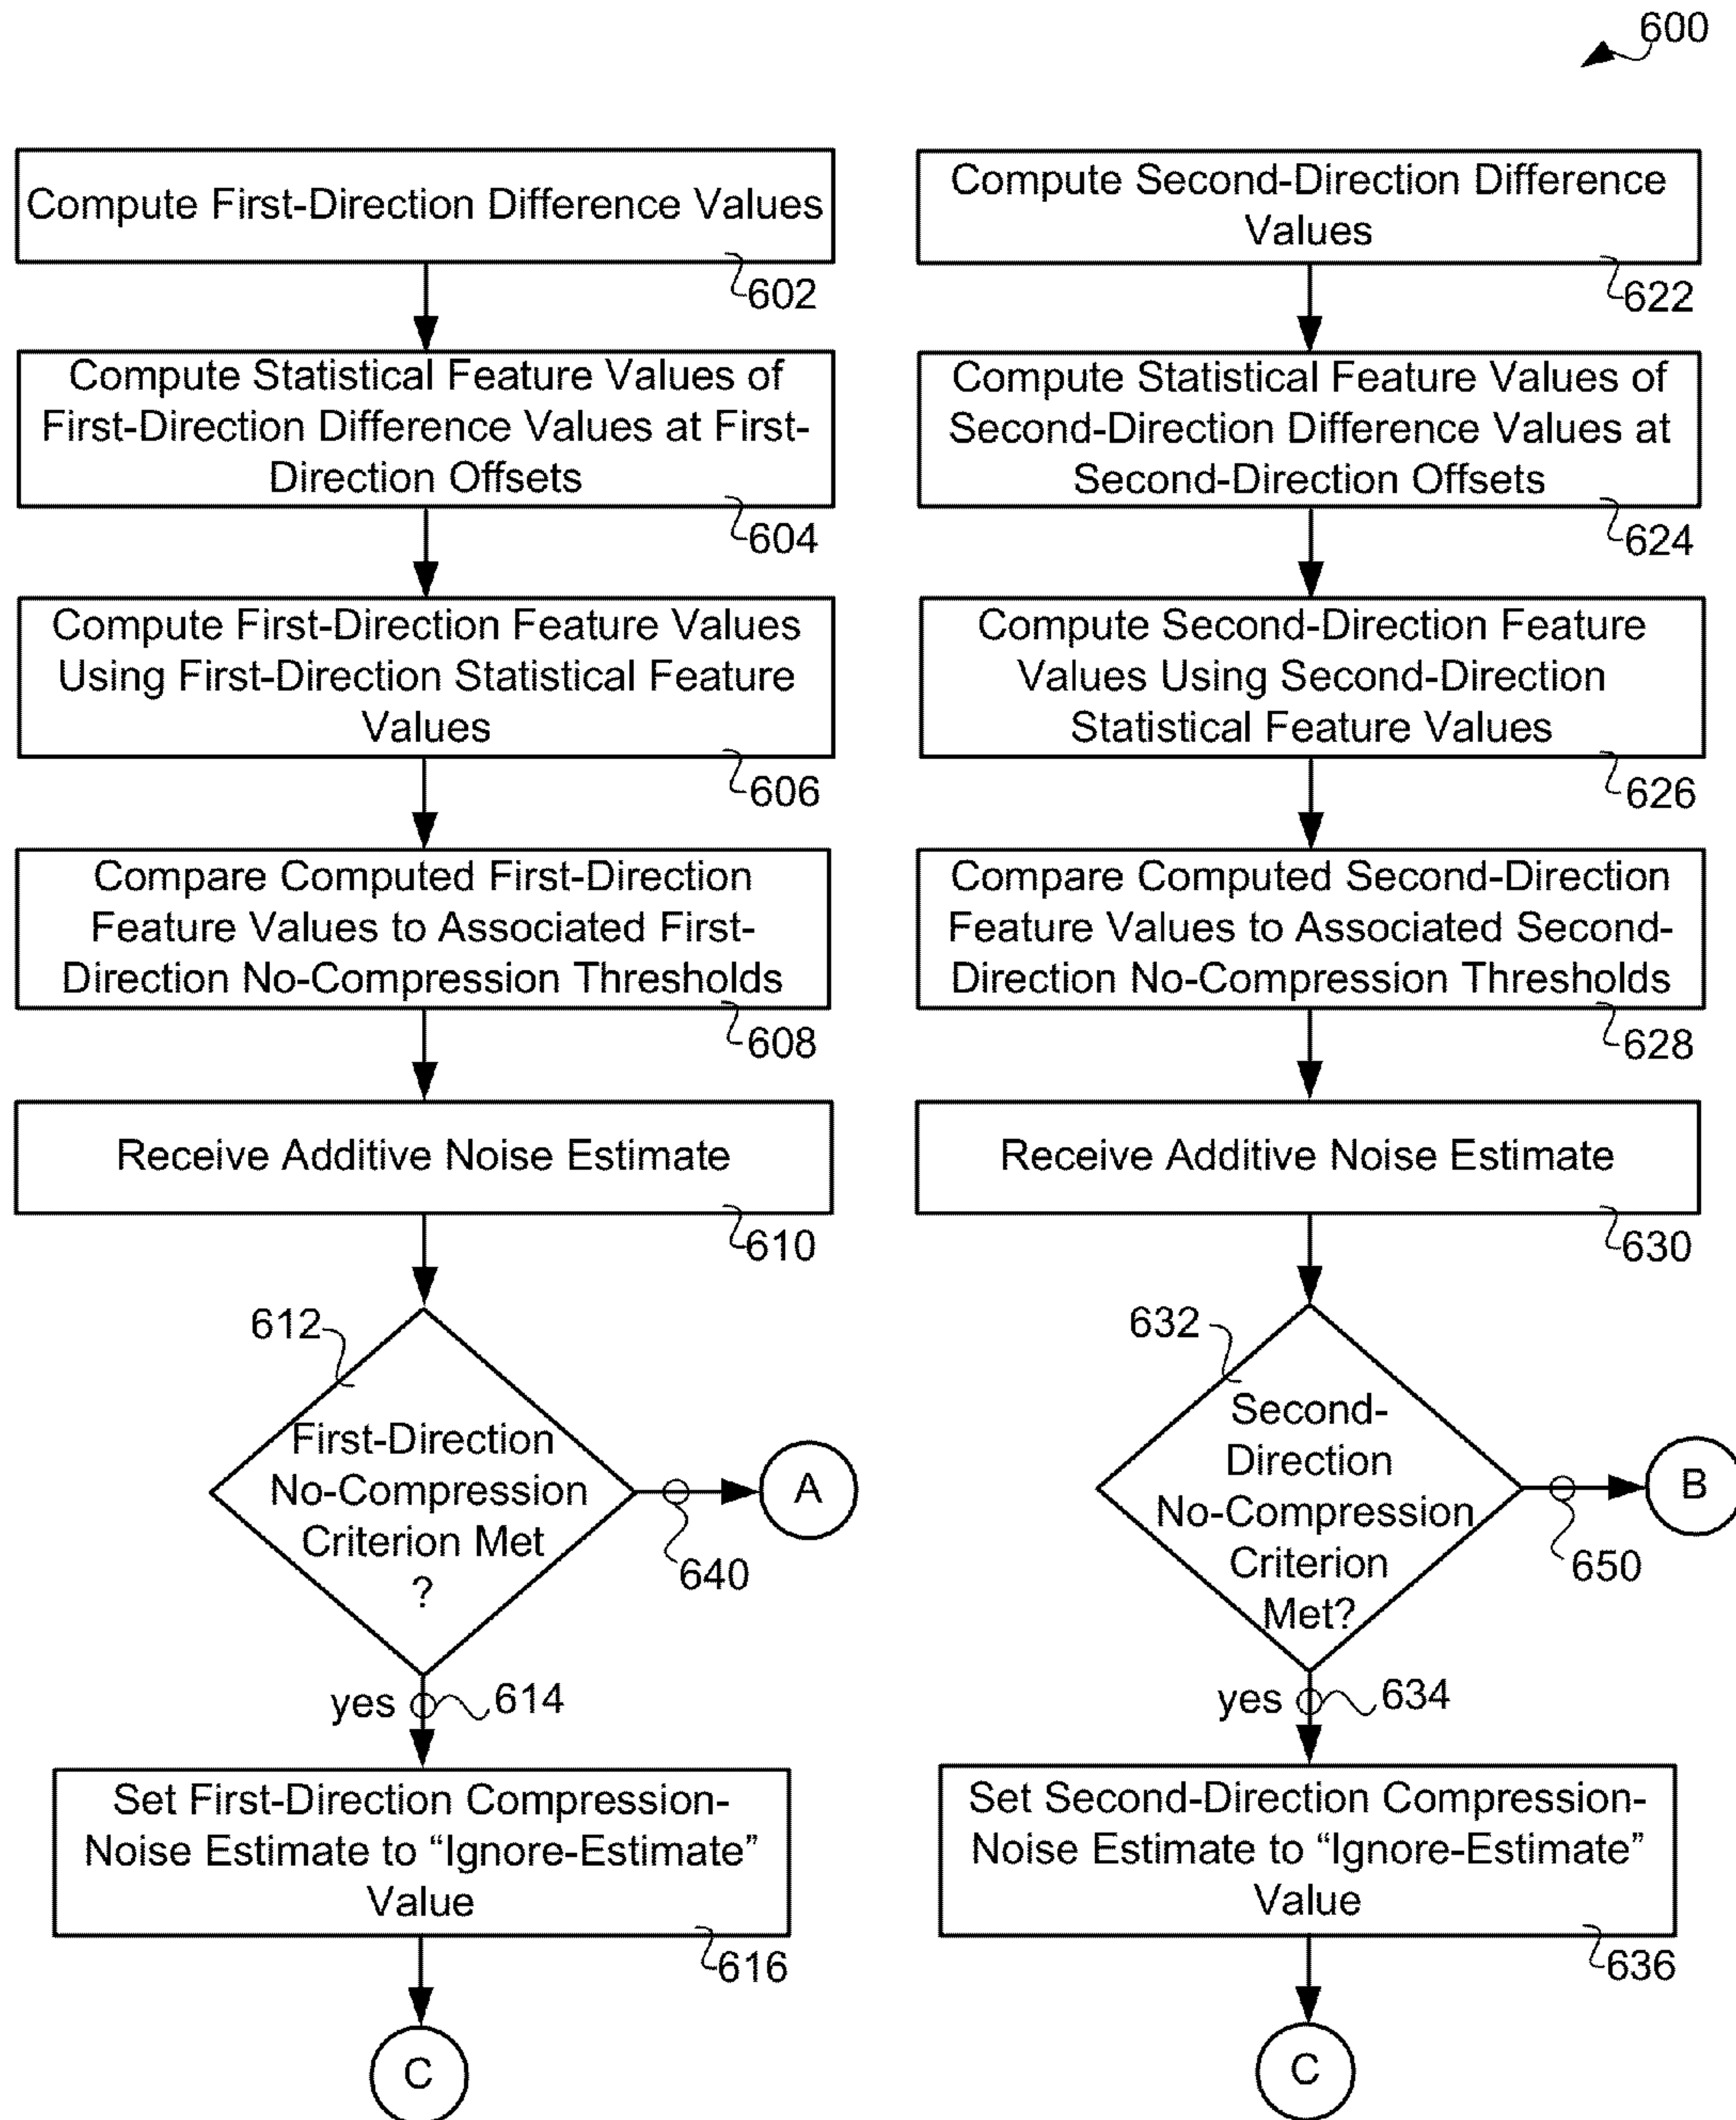 600
Compute First-Direction Difference Values
602
Compute Statistical Feature Values of
First-Direction Difference Values at First-
Direction Offsets
604
Compute First-Direction Feature Values
Using First-Direction Statistical Feature
Values
606
Compare Computed First-Direction
Feature Values to Associated First-
Direction No-Compression Thresholds
608
Receive Additive Noise Estimate
610
612
First-Direction
No-Compression
Criterion Met
?
640
A
yes
614
Set First-Direction Compression-
Noise Estimate to “Ignore-Estimate”
Value
616
C
Compute Second-Direction Difference
Values
622
Compute Statistical Feature Values of
Second-Direction Difference Values at
Second-Direction Offsets
624
Compute Second-Direction Feature
Values Using Second-Direction
Statistical Feature Values
626
Compare Computed Second-Direction
Feature Values to Associated Second-
Direction No-Compression Thresholds
628
Receive Additive Noise Estimate
630
632
Second-
Direction
No-Compression
Criterion
Met?
650
B
yes
634
Set Second-Direction Compression-
Noise Estimate to “Ignore-Estimate”
Value
636
C